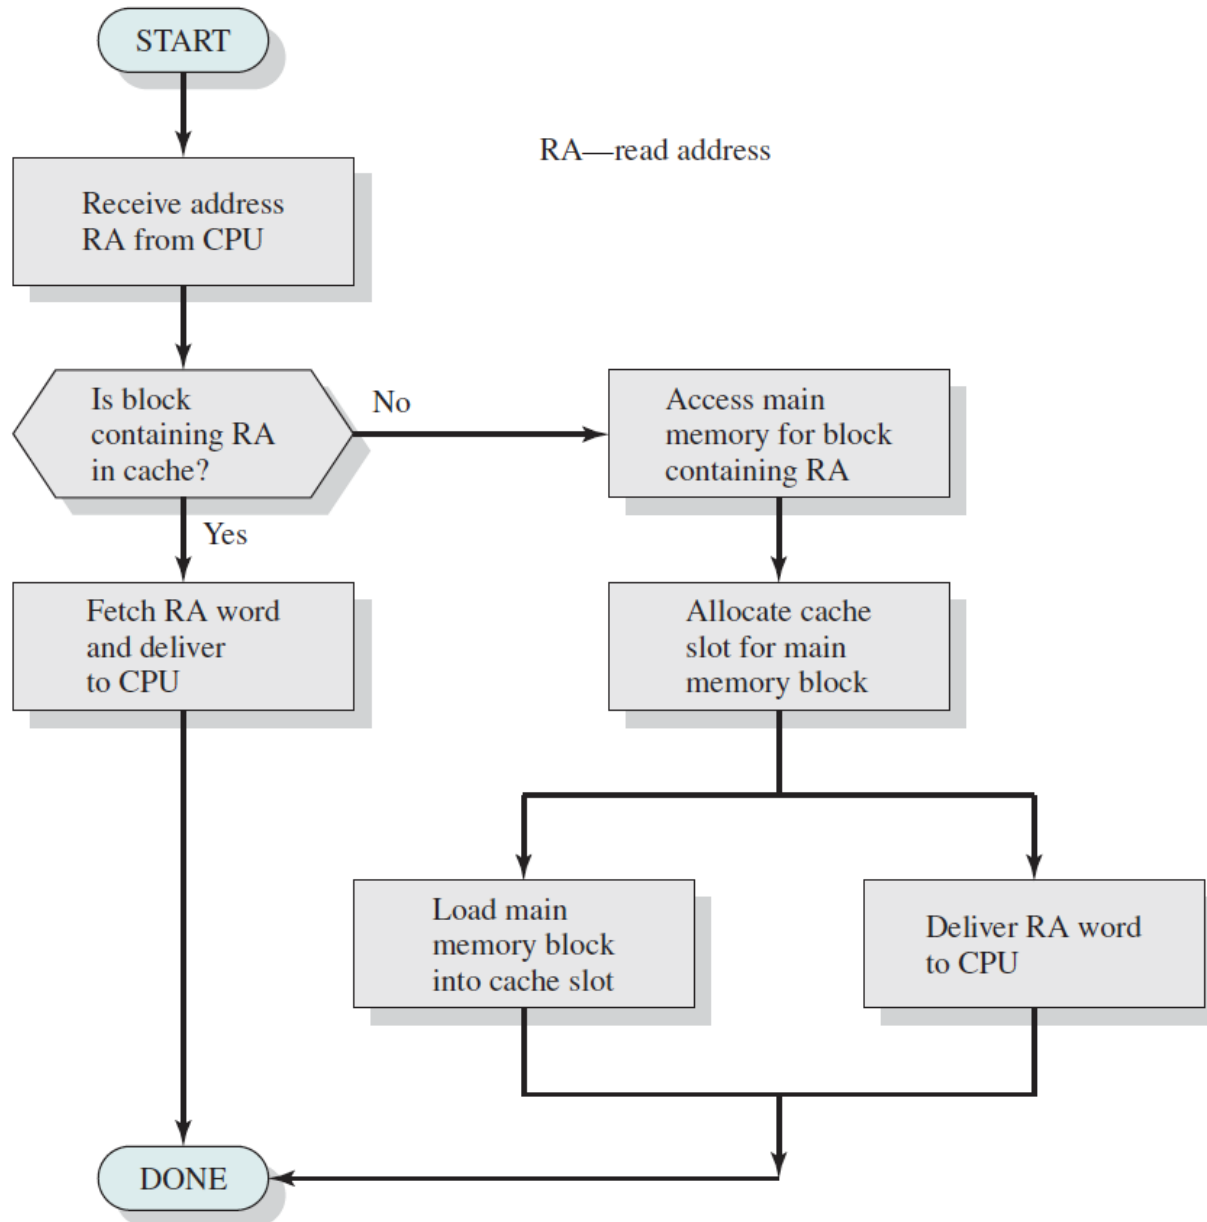 START
RA—read address
Receive address
RA from CPU
Is block
containing RA
in cache?
No
Access main
memory for block
containing RA
Yes
Fetch RA word
and deliver
to CPU
Allocate cache
slot for main
memory block
Load main
memory block
into cache slot
Deliver RA word
to CPU
DONE